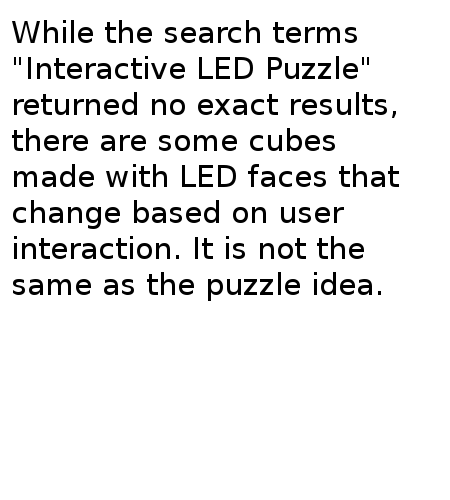 While the search terms
"Interactive LED Puzzle"
returned no exact results,
there are some cubes
made with LED faces that
change based on user
interaction. It is not the
same as the puzzle idea.